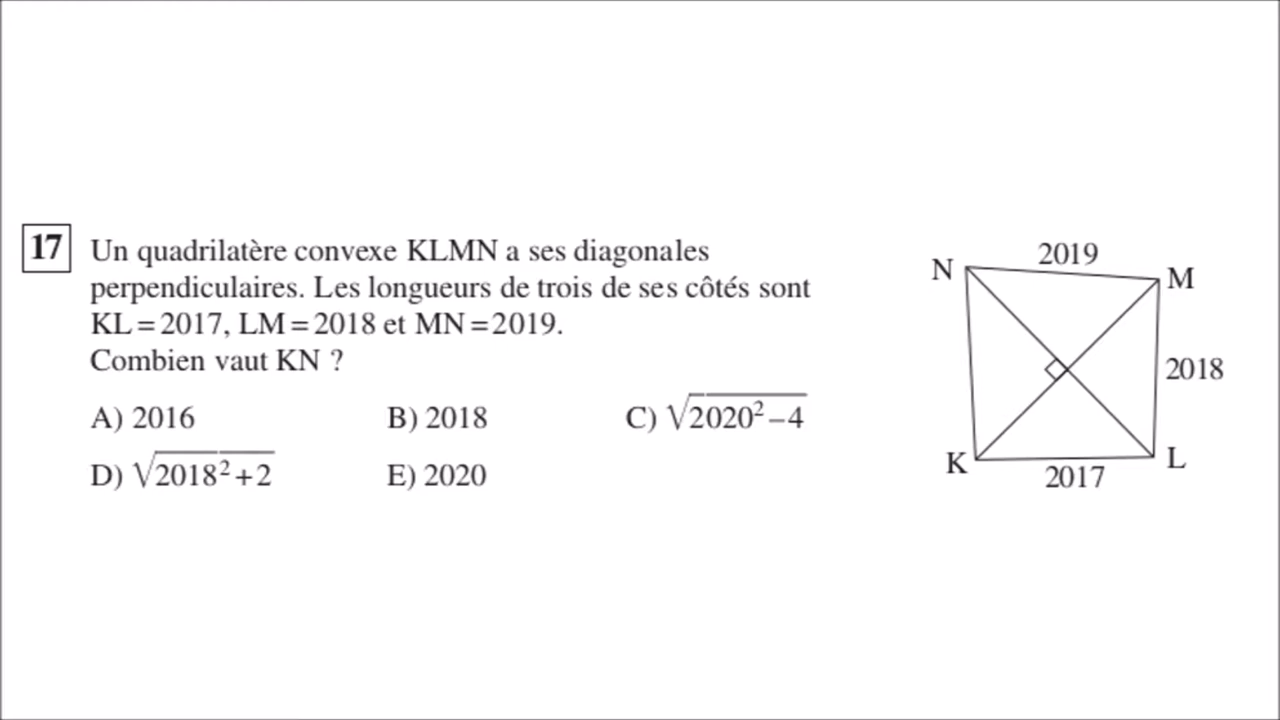 17 Un quadrilatère convexe KLMN a ses diagonales
perpendiculaires. Les longueurs de trois de ses côtés sont
KL = 2017, LM = 2018 et MN = 2019.
Combien vaut KN ?
A) 2016 B) 2018 C) √2020²–4
D) √2018²+2 E) 2020
2019
N
M
2018
K
L
2017